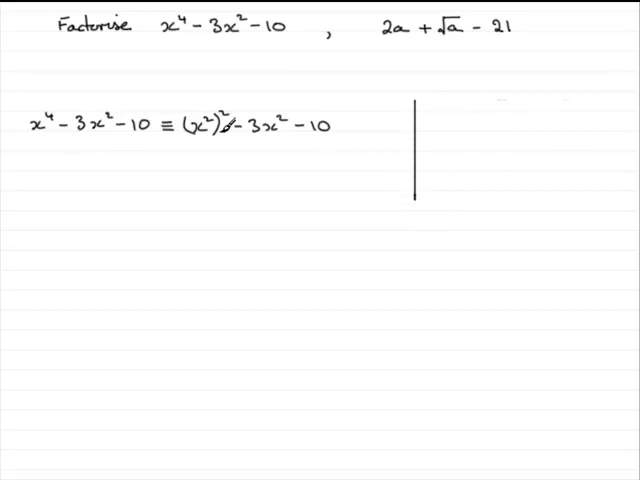 Factorise x⁴ - 3x² - 10 , 2a + √a - 21
x⁴ - 3x² - 10 ≡ (x²)² - 3x² - 10